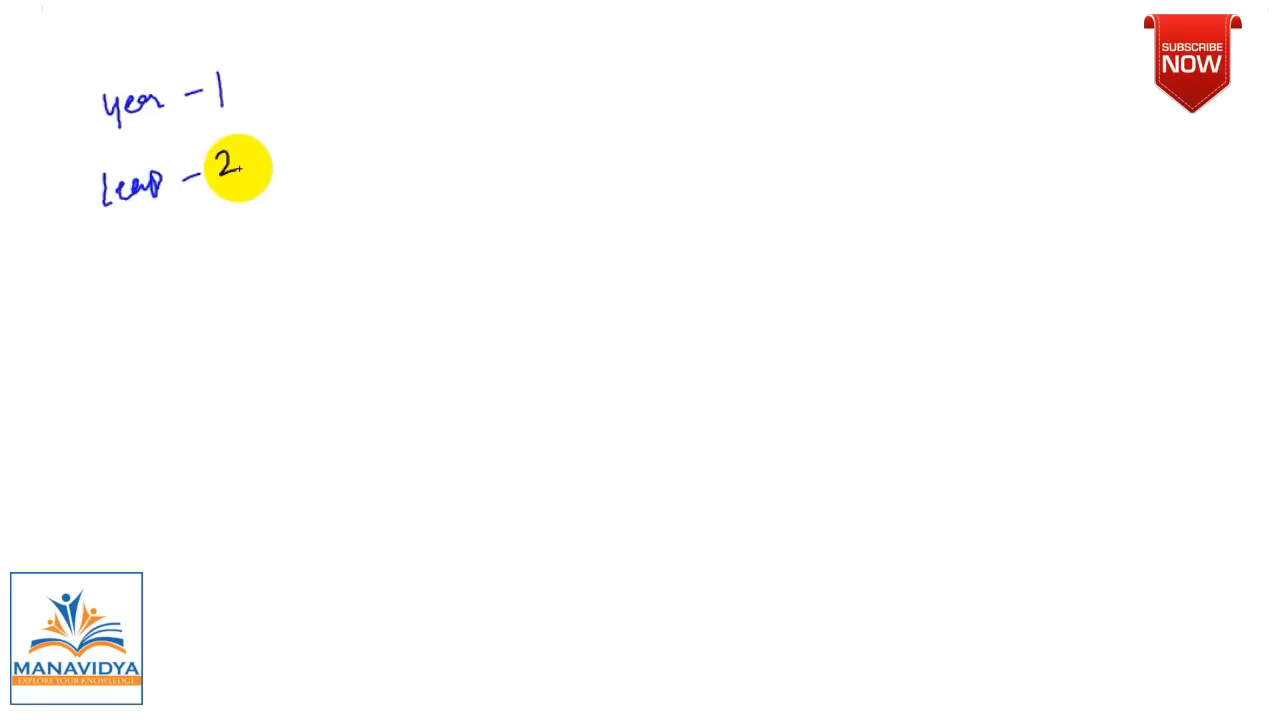 year - 1
leap - 2
SUBSCRIBE
NOW
MANAVIDYA
EXPLORE YOUR KNOWLEDGE